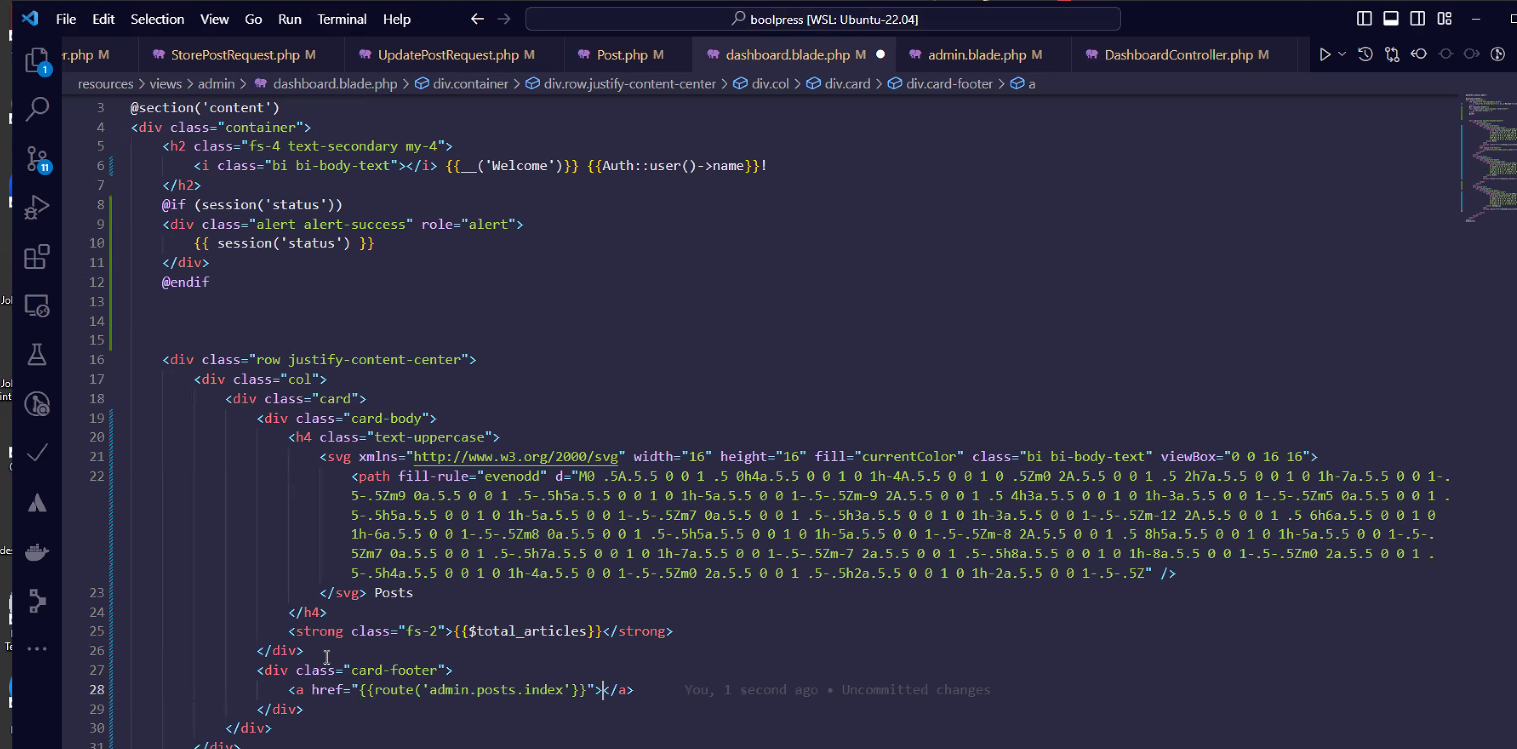 File Edit Selection View Go Run Terminal Help boolpress [WSL: Ubuntu-22.04]
er.php M StorePostRequest.php M UpdatePostRequest.php M Post.php M dashboard.blade.php M admin.blade.php M DashboardController.php M
resources > views > admin > dashboard.blade.php > div.container > div.row.justify-content-center > div.col > div.card > div.card-footer > a
3 @section('content')
4 <div class="container">
5 <h2 class="fs-4 text-secondary my-4">
6 <i class="bi bi-body-text"></i> {{__('Welcome')}} {{Auth::user()->name}}!
7 </h2>
8 @if (session('status'))
9 <div class="alert alert-success" role="alert">
10 {{ session('status') }}
11 </div>
12 @endif
13
14
15
16 <div class="row justify-content-center">
17 <div class="col">
18 <div class="card">
19 <div class="card-body">
20 <h4 class="text-uppercase">
21 <svg xmlns="http://www.w3.org/2000/svg" width="16" height="16" fill="currentColor" class="bi bi-body-text" viewBox="0 0 16 16">
22 <path fill-rule="evenodd" d="M0 .5A.5.5 0 0 1 .5 0h4a.5.5 0 0 1 0 1h-4A.5.5 0 0 1 0 .5Zm0 2A.5.5 0 0 1 .5 2h7a.5.5 0 0 1 0 1h-7a.5.5 0 0 1-.
5-.5Zm9 0a.5.5 0 0 1 .5-.5h5a.5.5 0 0 1 0 1h-5a.5.5 0 0 1-.5-.5Zm-9 2A.5.5 0 0 1 .5 4h3a.5.5 0 0 1 0 1h-3a.5.5 0 0 1-.5-.5Zm5 0a.5.5 0 0 1 .
5-.5h5a.5.5 0 0 1 0 1h-5a.5.5 0 0 1-.5-.5Zm7 0a.5.5 0 0 1 .5-.5h3a.5.5 0 0 1 0 1h-3a.5.5 0 0 1-.5-.5Zm-12 2A.5.5 0 0 1 .5 6h6a.5.5 0 0 1 0
1h-6a.5.5 0 0 1-.5-.5Zm8 0a.5.5 0 0 1 .5-.5h5a.5.5 0 0 1 0 1h-5a.5.5 0 0 1-.5-.5Zm-8 2A.5.5 0 0 1 .5 8h5a.5.5 0 0 1 0 1h-5a.5.5 0 0 1-.5-.
5Zm7 0a.5.5 0 0 1 .5-.5h7a.5.5 0 0 1 0 1h-7a.5.5 0 0 1-.5-.5Zm-7 2a.5.5 0 0 1 .5-.5h8a.5.5 0 0 1 0 1h-8a.5.5 0 0 1-.5-.5Zm0 2a.5.5 0 0 1 .
5-.5h4a.5.5 0 0 1 0 1h-4a.5.5 0 0 1-.5-.5Zm0 2a.5.5 0 0 1 .5-.5h2a.5.5 0 0 1 0 1h-2a.5.5 0 0 1-.5-.5Z" />
23 </svg> Posts
24 </h4>
25 <strong class="fs-2">{{$total_articles}}</strong>
26 </div>
27 <div class="card-footer">
28 <a href="{{route('admin.posts.index'}}"></a> You, 1 second ago • Uncommitted changes
29 </div>
30 </div>
31 </div>
1
11